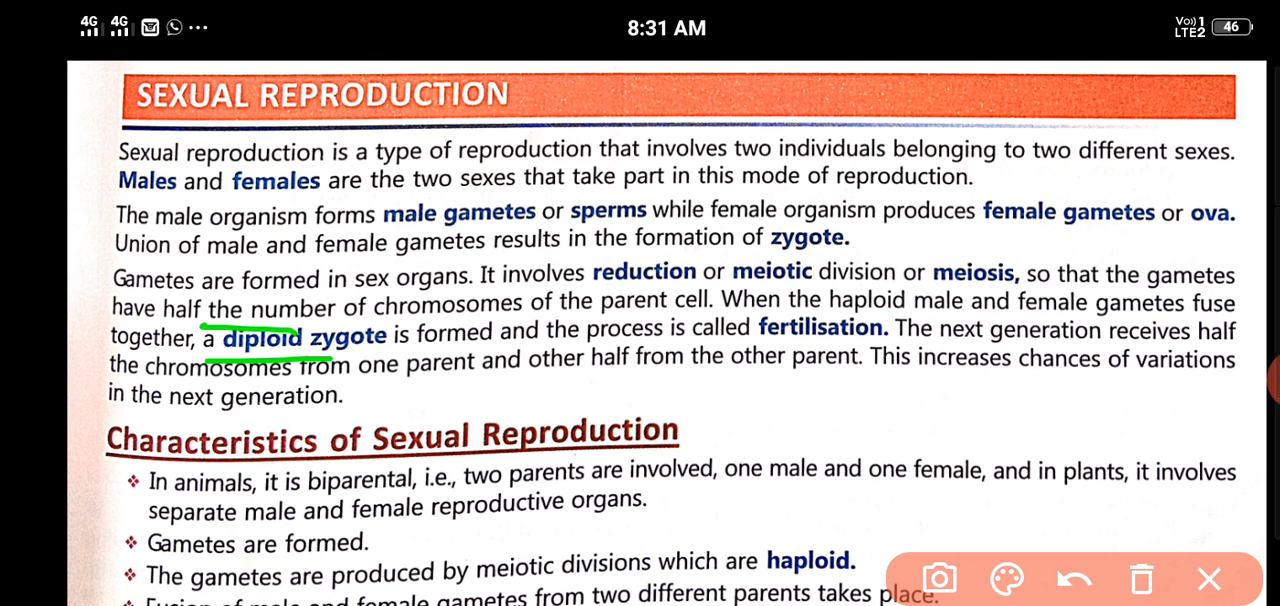 4G 4G 8:31 AM Vo)) 1 LTE2 46
SEXUAL REPRODUCTION
Sexual reproduction is a type of reproduction that involves two individuals belonging to two different sexes.
Males and females are the two sexes that take part in this mode of reproduction.
The male organism forms male gametes or sperms while female organism produces female gametes or ova.
Union of male and female gametes results in the formation of zygote.
Gametes are formed in sex organs. It involves reduction or meiotic division or meiosis, so that the gametes
have half the number of chromosomes of the parent cell. When the haploid male and female gametes fuse
together, a diploid zygote is formed and the process is called fertilisation. The next generation receives half
the chromosomes from one parent and other half from the other parent. This increases chances of variations
in the next generation.
Characteristics of Sexual Reproduction
❖ In animals, it is biparental, i.e., two parents are involved, one male and one female, and in plants, it involves
separate male and female reproductive organs.
❖ Gametes are formed.
❖ The gametes are produced by meiotic divisions which are haploid.
❖ Fusion of male and female gametes from two different parents takes place.